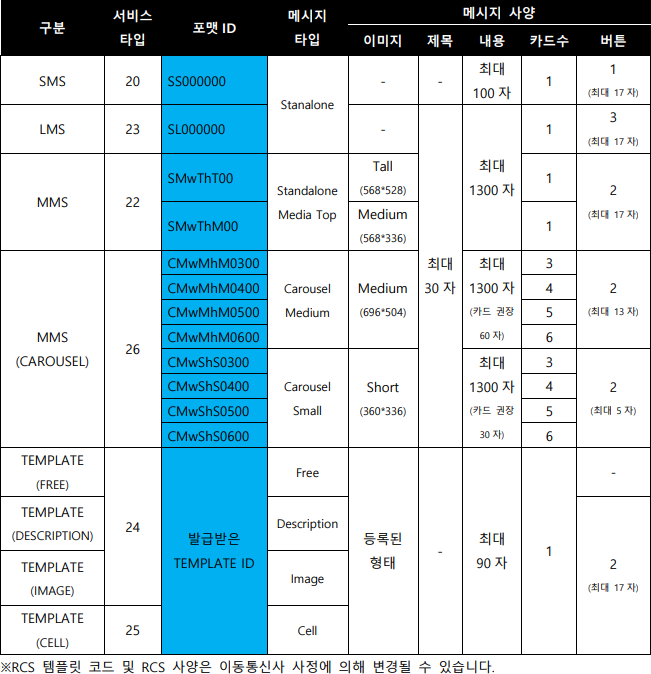 구분 서비스 타입 포맷 ID 메시지 타입 메시지 사양
이미지 제목 내용 카드수 버튼
SMS 20 SS000000 Stanalone - - 최대 100 자 1 1 (최대 17 자)
LMS 23 SL000000 - 최대 30 자 최대 1300 자 1 3 (최대 17 자)
MMS 22 SMwThT00 Standalone Media Top Tall (568*528) 1 2 (최대 17 자)
SMwThM00 Medium (568*336) 1
MMS (CAROUSEL) 26 CMwMhM0300 Carousel Medium Medium (696*504) 최대 1300 자 (카드 권장 60 자) 3 2 (최대 13 자)
CMwMhM0400 4
CMwMhM0500 5
CMwMhM0600 6
CMwShS0300 Carousel Small Short (360*336) 최대 1300 자 (카드 권장 30 자) 3 2 (최대 5 자)
CMwShS0400 4
CMwShS0500 5
CMwShS0600 6
TEMPLATE (FREE) 24 발급받은 TEMPLATE ID Free 등록된 형태 - 최대 90 자 1 -
TEMPLATE (DESCRIPTION) Description 2 (최대 17 자)
TEMPLATE (IMAGE) Image
TEMPLATE (CELL) 25 Cell
※RCS 템플릿 코드 및 RCS 사양은 이동통신사 사정에 의해 변경될 수 있습니다.